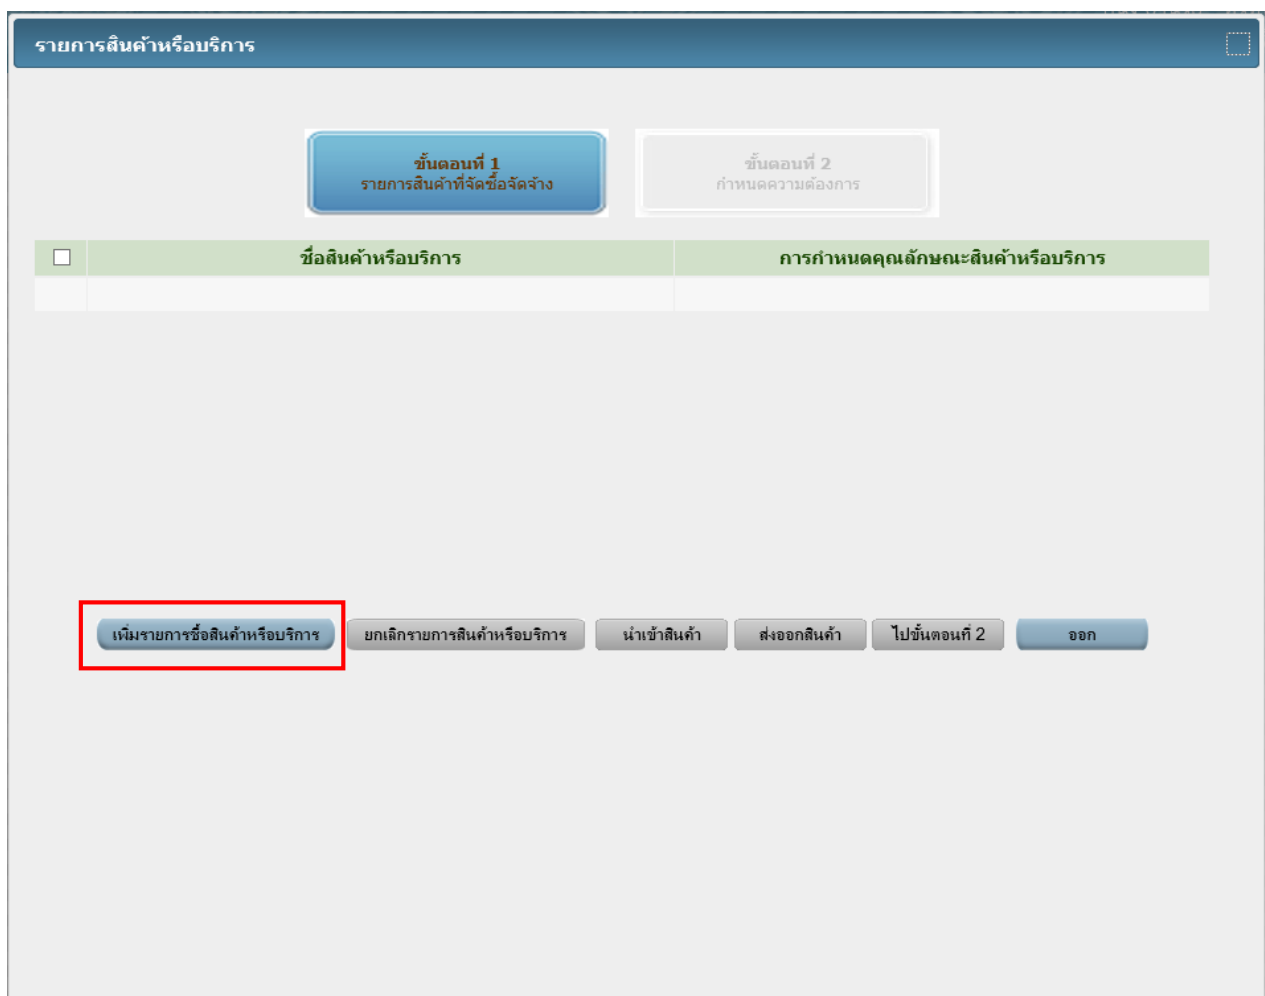 รายการสินค้าหรือบริการ
ขั้นตอนที่ 1
รายการสินค้าที่จัดซื้อจัดจ้าง
ขั้นตอนที่ 2
กำหนดความต้องการ
ชื่อสินค้าหรือบริการ การกำหนดคุณลักษณะสินค้าหรือบริการ
เพิ่มรายการชื่อสินค้าหรือบริการ ยกเลิกรายการสินค้าหรือบริการ นำเข้าสินค้า ส่งออกสินค้า ไปขั้นตอนที่ 2 ออก